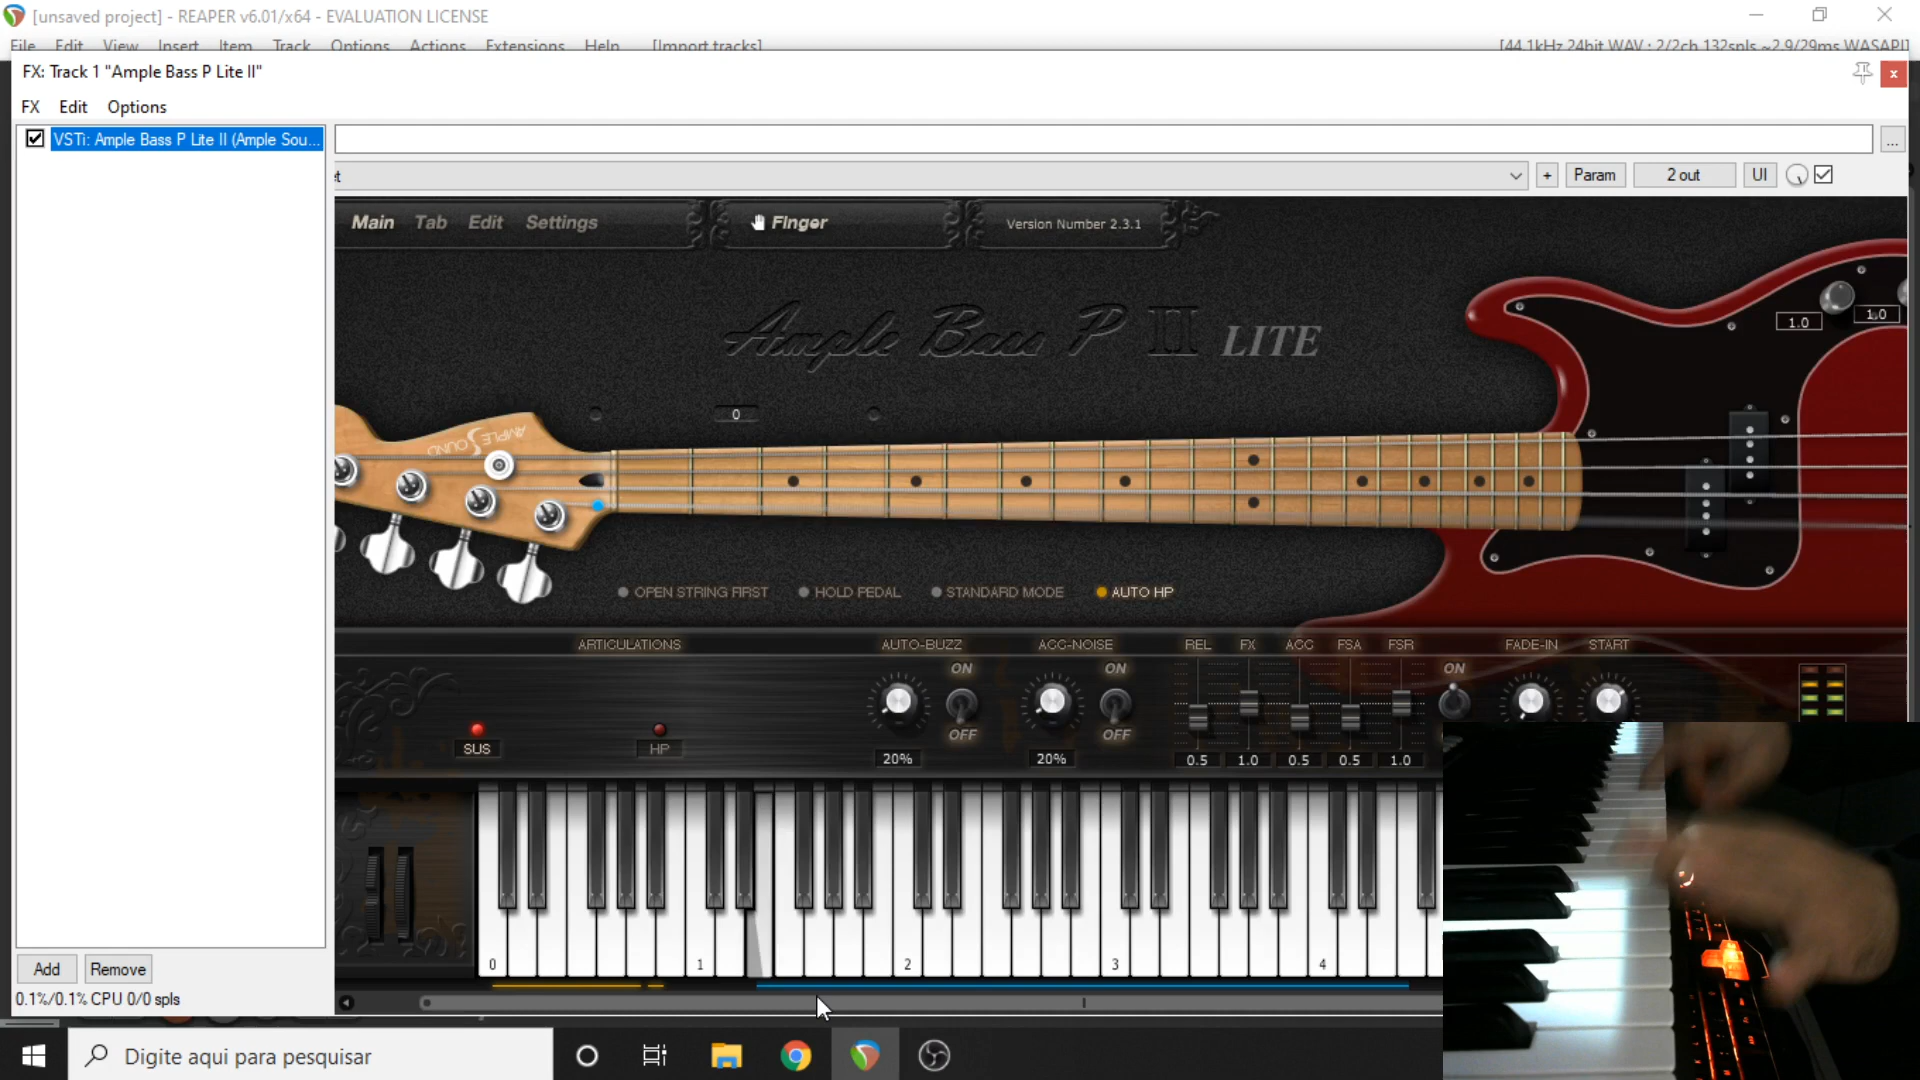 [unsaved project] - REAPER v6.01/x64 - EVALUATION LICENSE
File Edit View Insert Item Track Options Actions Extensions Help [Import tracks] [44.1kHz 24bit WAV : 2/2ch 132spls ~2.9/29ms WASAPI]
FX: Track 1 "Ample Bass P Lite II"
x
FX Edit Options
VSTi: Ample Bass P Lite II (Ample Sou...
...
et
+ Param 2 out UI
Main Tab Edit Settings
Finger
Version Number 2.3.1
Ample Bass P II LITE
1.0 1.0
0
AMPLE SOUND
OPEN STRING FIRST HOLD PEDAL STANDARD MODE AUTO HP
ARTICULATIONS AUTO-BUZZ ACC-NOISE REL FX ACC FSA FSR FADE-IN START
ON ON ON
OFF OFF
SUS HP
20% 20% 0.5 1.0 0.5 0.5 1.0
0 1 2 3 4
Add Remove
0.1%/0.1% CPU 0/0 spls
Digite aqui para pesquisar